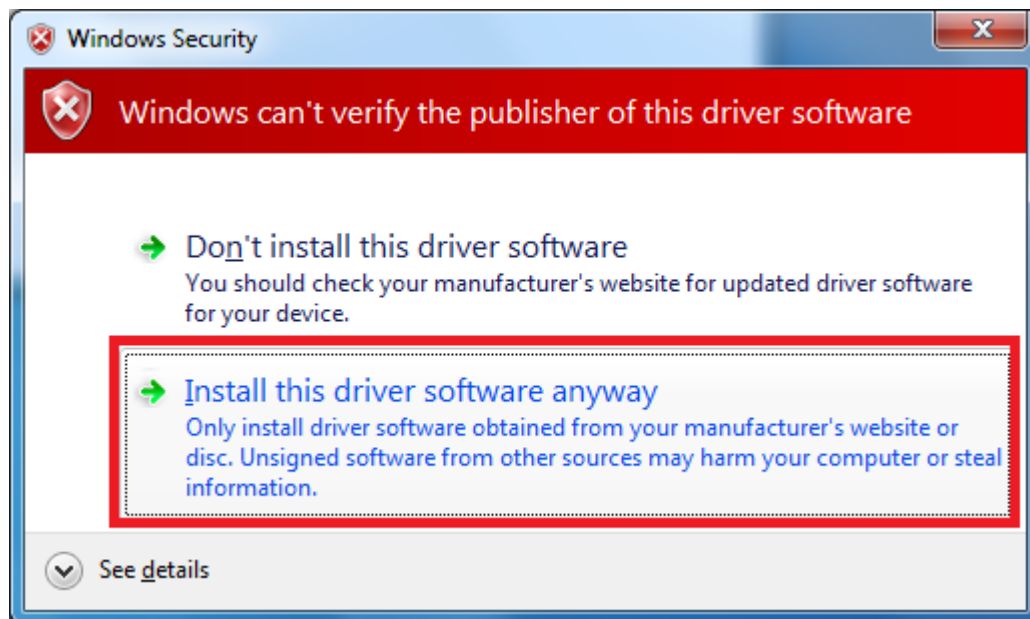 Windows Security
Windows can't verify the publisher of this driver software
Don't install this driver software
You should check your manufacturer's website for updated driver software
for your device.
Install this driver software anyway
Only install driver software obtained from your manufacturer's website or
disc. Unsigned software from other sources may harm your computer or steal
information.
See details